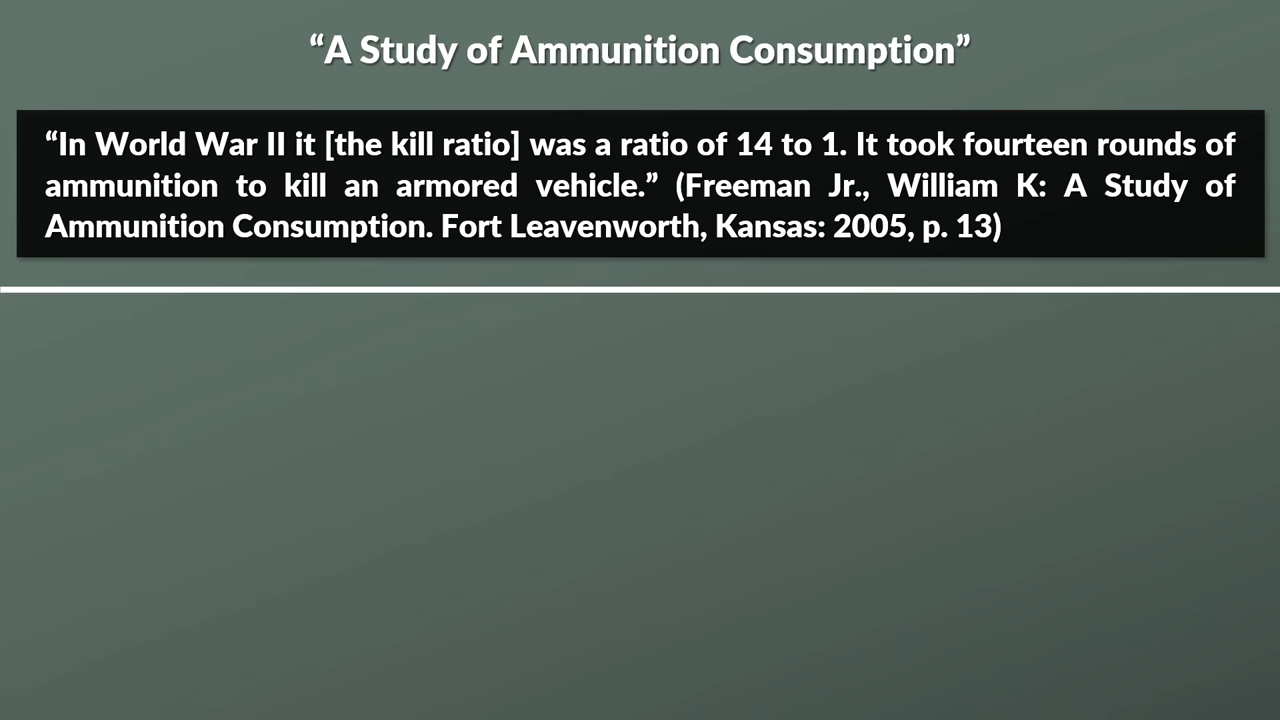 “A Study of Ammunition Consumption”
“In World War II it [the kill ratio] was a ratio of 14 to 1. It took fourteen rounds of
ammunition to kill an armored vehicle.” (Freeman Jr., William K: A Study of
Ammunition Consumption. Fort Leavenworth, Kansas: 2005, p. 13)